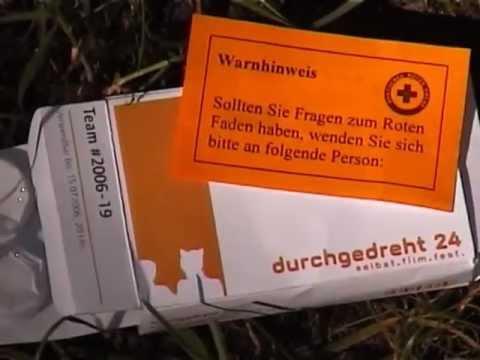 Warnhinweis
Sollten Sie Fragen zum Roten
Faden haben, wenden Sie sich
bitte an folgende Person:
Team #2006-19
durchgedreht 24
selbst.film.fest.